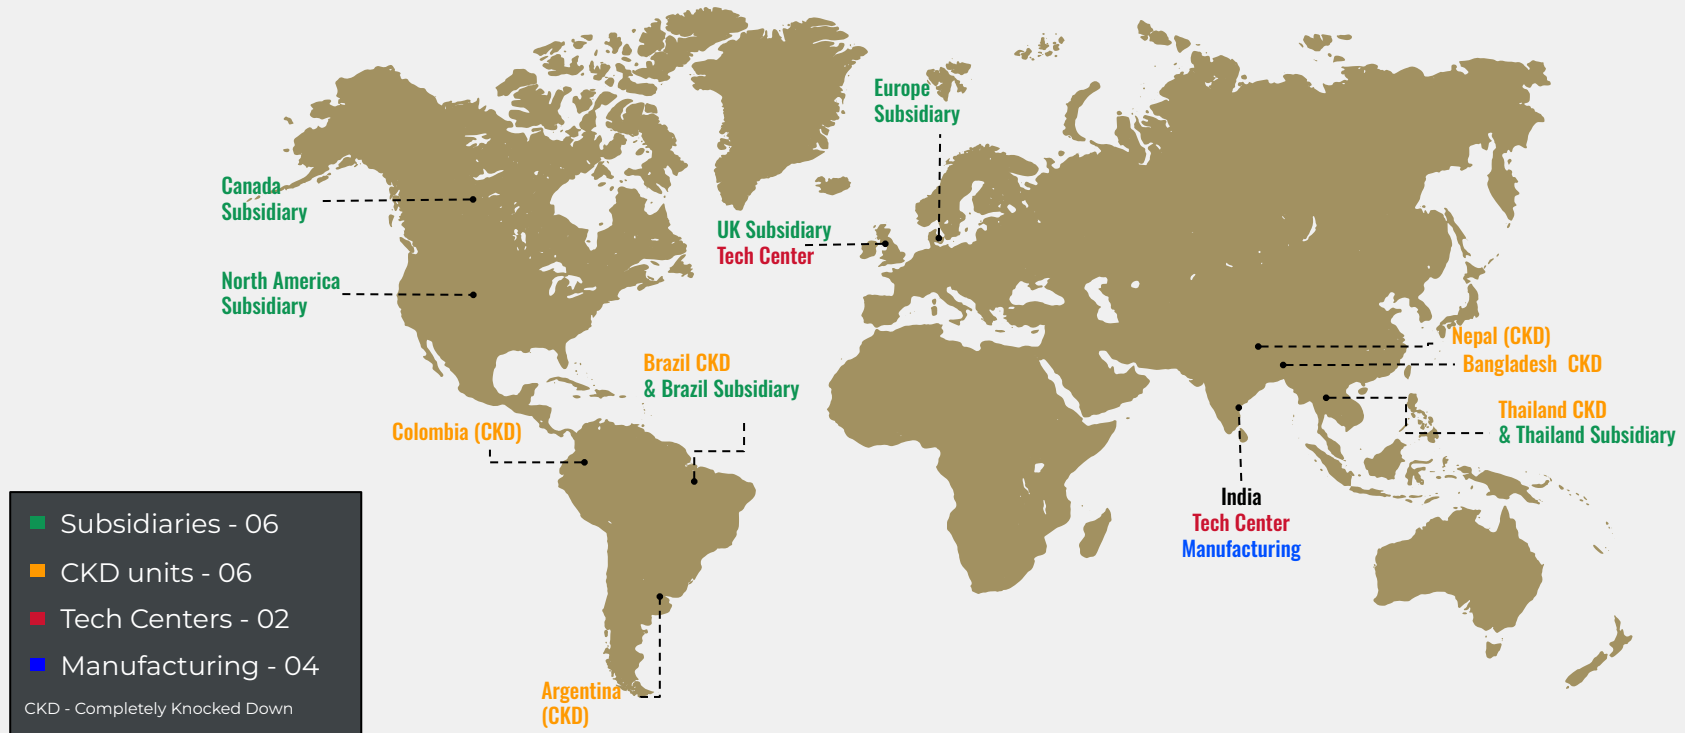 Europe
Subsidiary
Canada
Subsidiary
UK Subsidiary
Tech Center
North America
Subsidiary
Nepal (CKD)
Bangladesh CKD
Brazil CKD
& Brazil Subsidiary
Thailand CKD
& Thailand Subsidiary
Colombia (CKD)
India
Tech Center
Manufacturing
Argentina
(CKD)
Subsidiaries - 06
CKD units - 06
Tech Centers - 02
Manufacturing - 04
CKD - Completely Knocked Down